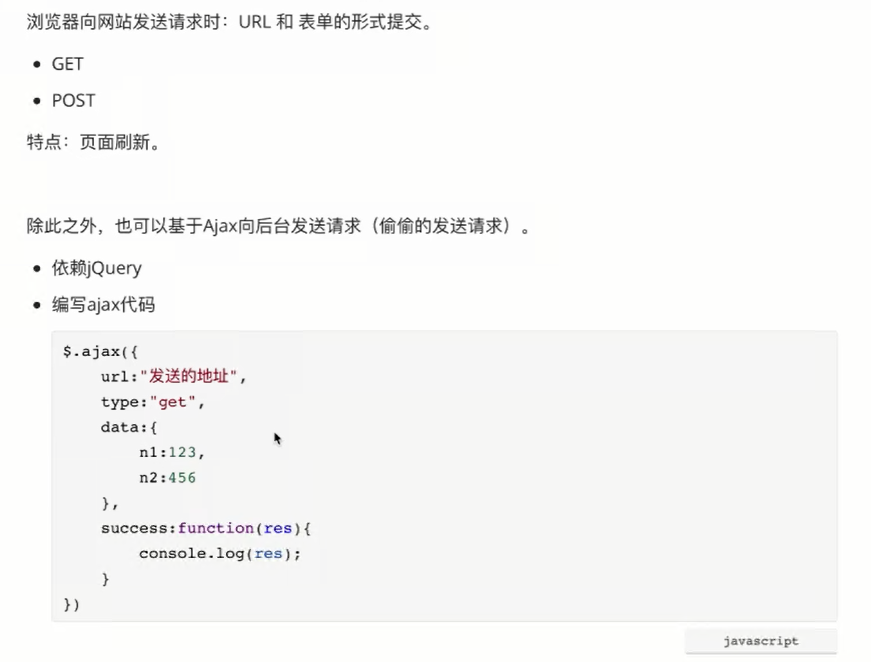 浏览器向网站发送请求时：URL 和 表单的形式提交。
GET
POST
特点：页面刷新。
除此之外，也可以基于Ajax向后台发送请求（偷偷的发送请求）。
依赖jQuery
编写ajax代码
$.ajax({
    url:"发送的地址",
    type:"get",
    data:{
        n1:123,
        n2:456
    },
    success:function(res){
        console.log(res);
    }
})
javascript